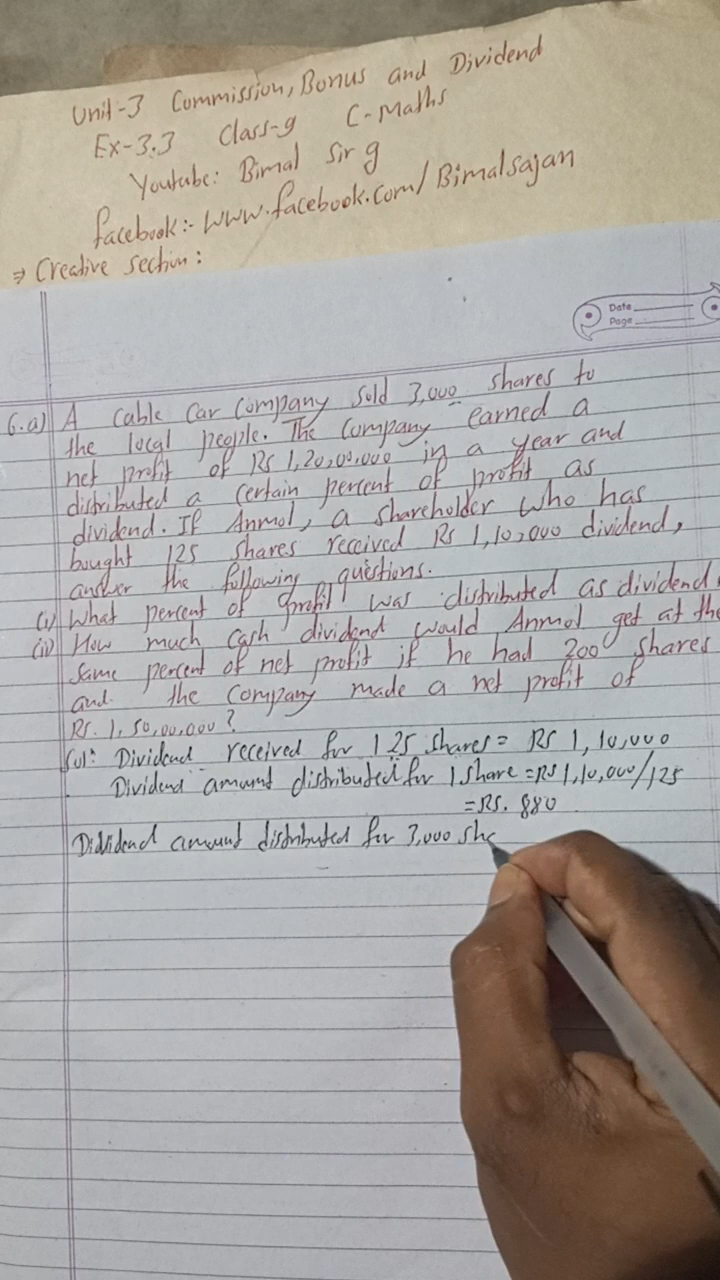 Unit-3 Commission, Bonus and Dividend
Ex-3.3 Class-9 C-Maths
Youtube: Bimal Sir g
facebook:- www.facebook.com/Bimalsajan
⇒ Creative section:
Date
Page
6.a) A Cable Car Company sold 3,000 shares to
the local people. The Company earned a
net profit of Rs 1,20,00,000 in a year and
distributed a certain percent of profit as
dividend. If Anmol, a shareholder who has
bought 125 shares received Rs 1,10,000 dividend,
answer the following questions.
(i) What percent of profit was distributed as dividend
(ii) How much cash dividend would Anmol get at the
same percent of net profit if he had 200 shares
and the company made a net profit of
Rs. 1,50,00,000?
Sol: Dividend received for 125 shares = Rs 1,10,000
Dividend amount distributed for 1 share = Rs 1,10,000/125
= Rs. 880
Dividend amount distributed for 3,000 sha